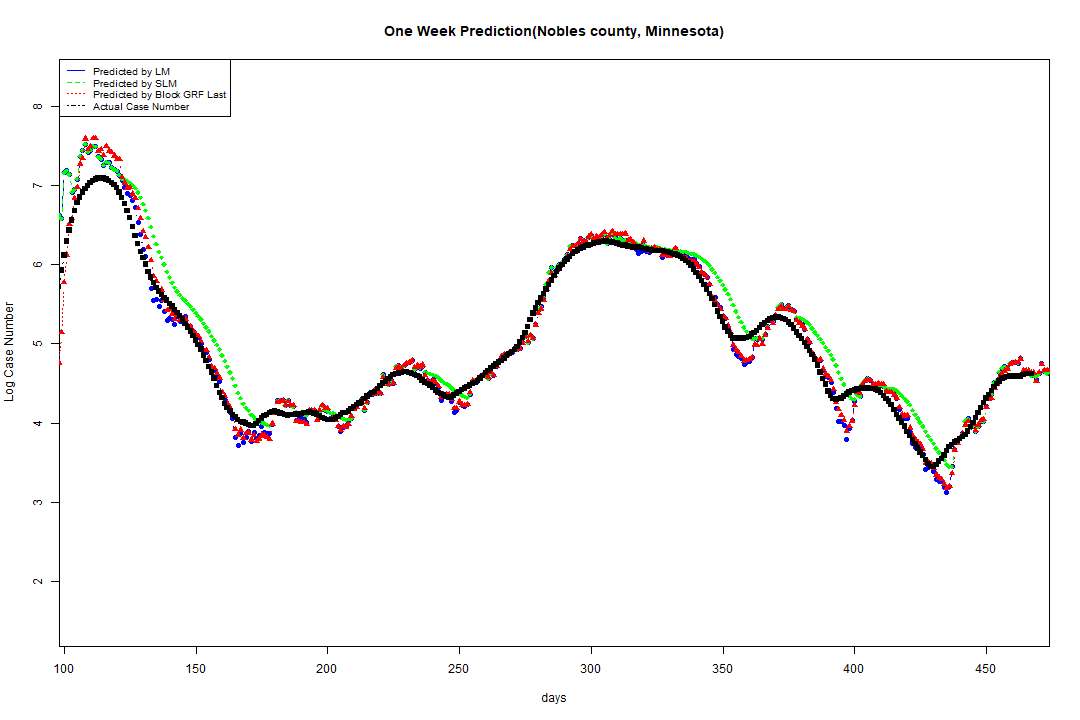 One Week Prediction(Nobles county, Minnesota)
Predicted by LM
Predicted by SLM
Predicted by Block GRF Last
Actual Case Number
8
7
6
5
4
3
2
Log Case Number
100 150 200 250 300 350 400 450
days